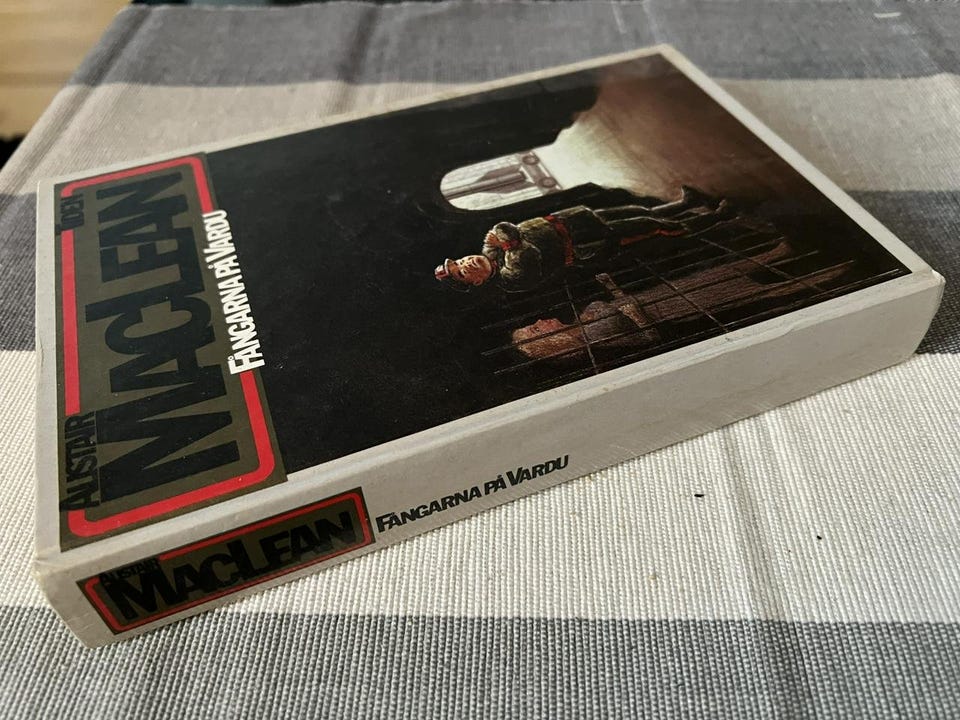 ALISTAIR
MACLEAN
FÅNGARNA PÅ VARDU
ALISTAIR
MACLEAN
FÅNGARNA PÅ VARDU